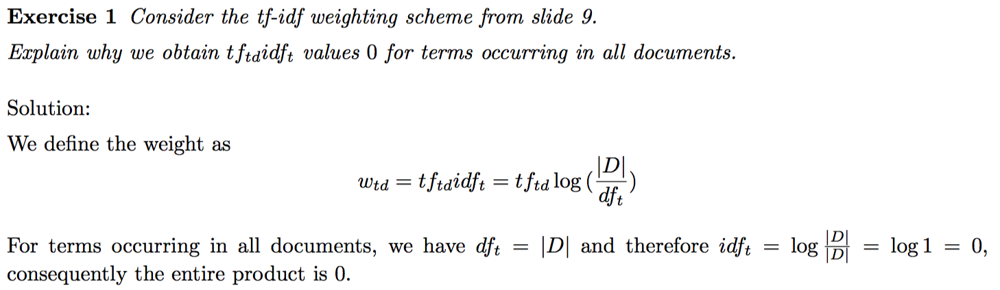 Exercise 1 Consider the tf-idf weighting scheme from slide 9.
Explain why we obtain $tf_{td}idf_t$ values 0 for terms occurring in all documents.
Solution:
We define the weight as
$w_{td} = tf_{td}idf_t = tf_{td} \log(\frac{|D|}{df_t})$
For terms occurring in all documents, we have $df_t = |D|$ and therefore $idf_t = \log \frac{|D|}{|D|} = \log 1 = 0$,
consequently the entire product is 0.